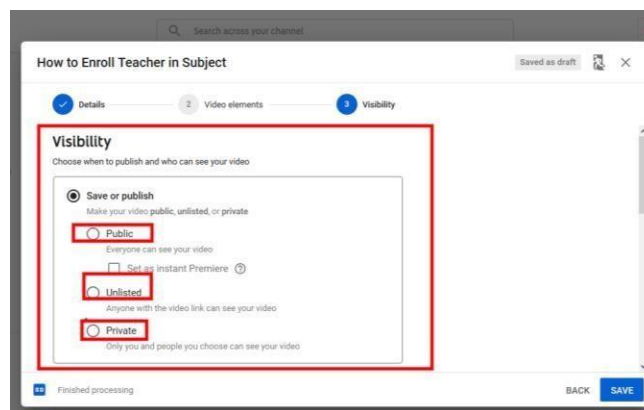 Search across your channel
How to Enroll Teacher in Subject
Saved as draft
Details
2 Video elements
3 Visibility
Visibility
Choose when to publish and who can see your video
Save or publish
Make your video public, unlisted, or private
Public
Everyone can see your video
Set as instant Premiere
Unlisted
Anyone with the video link can see your video
Private
Only you and people you choose can see your video
Finished processing
BACK
SAVE